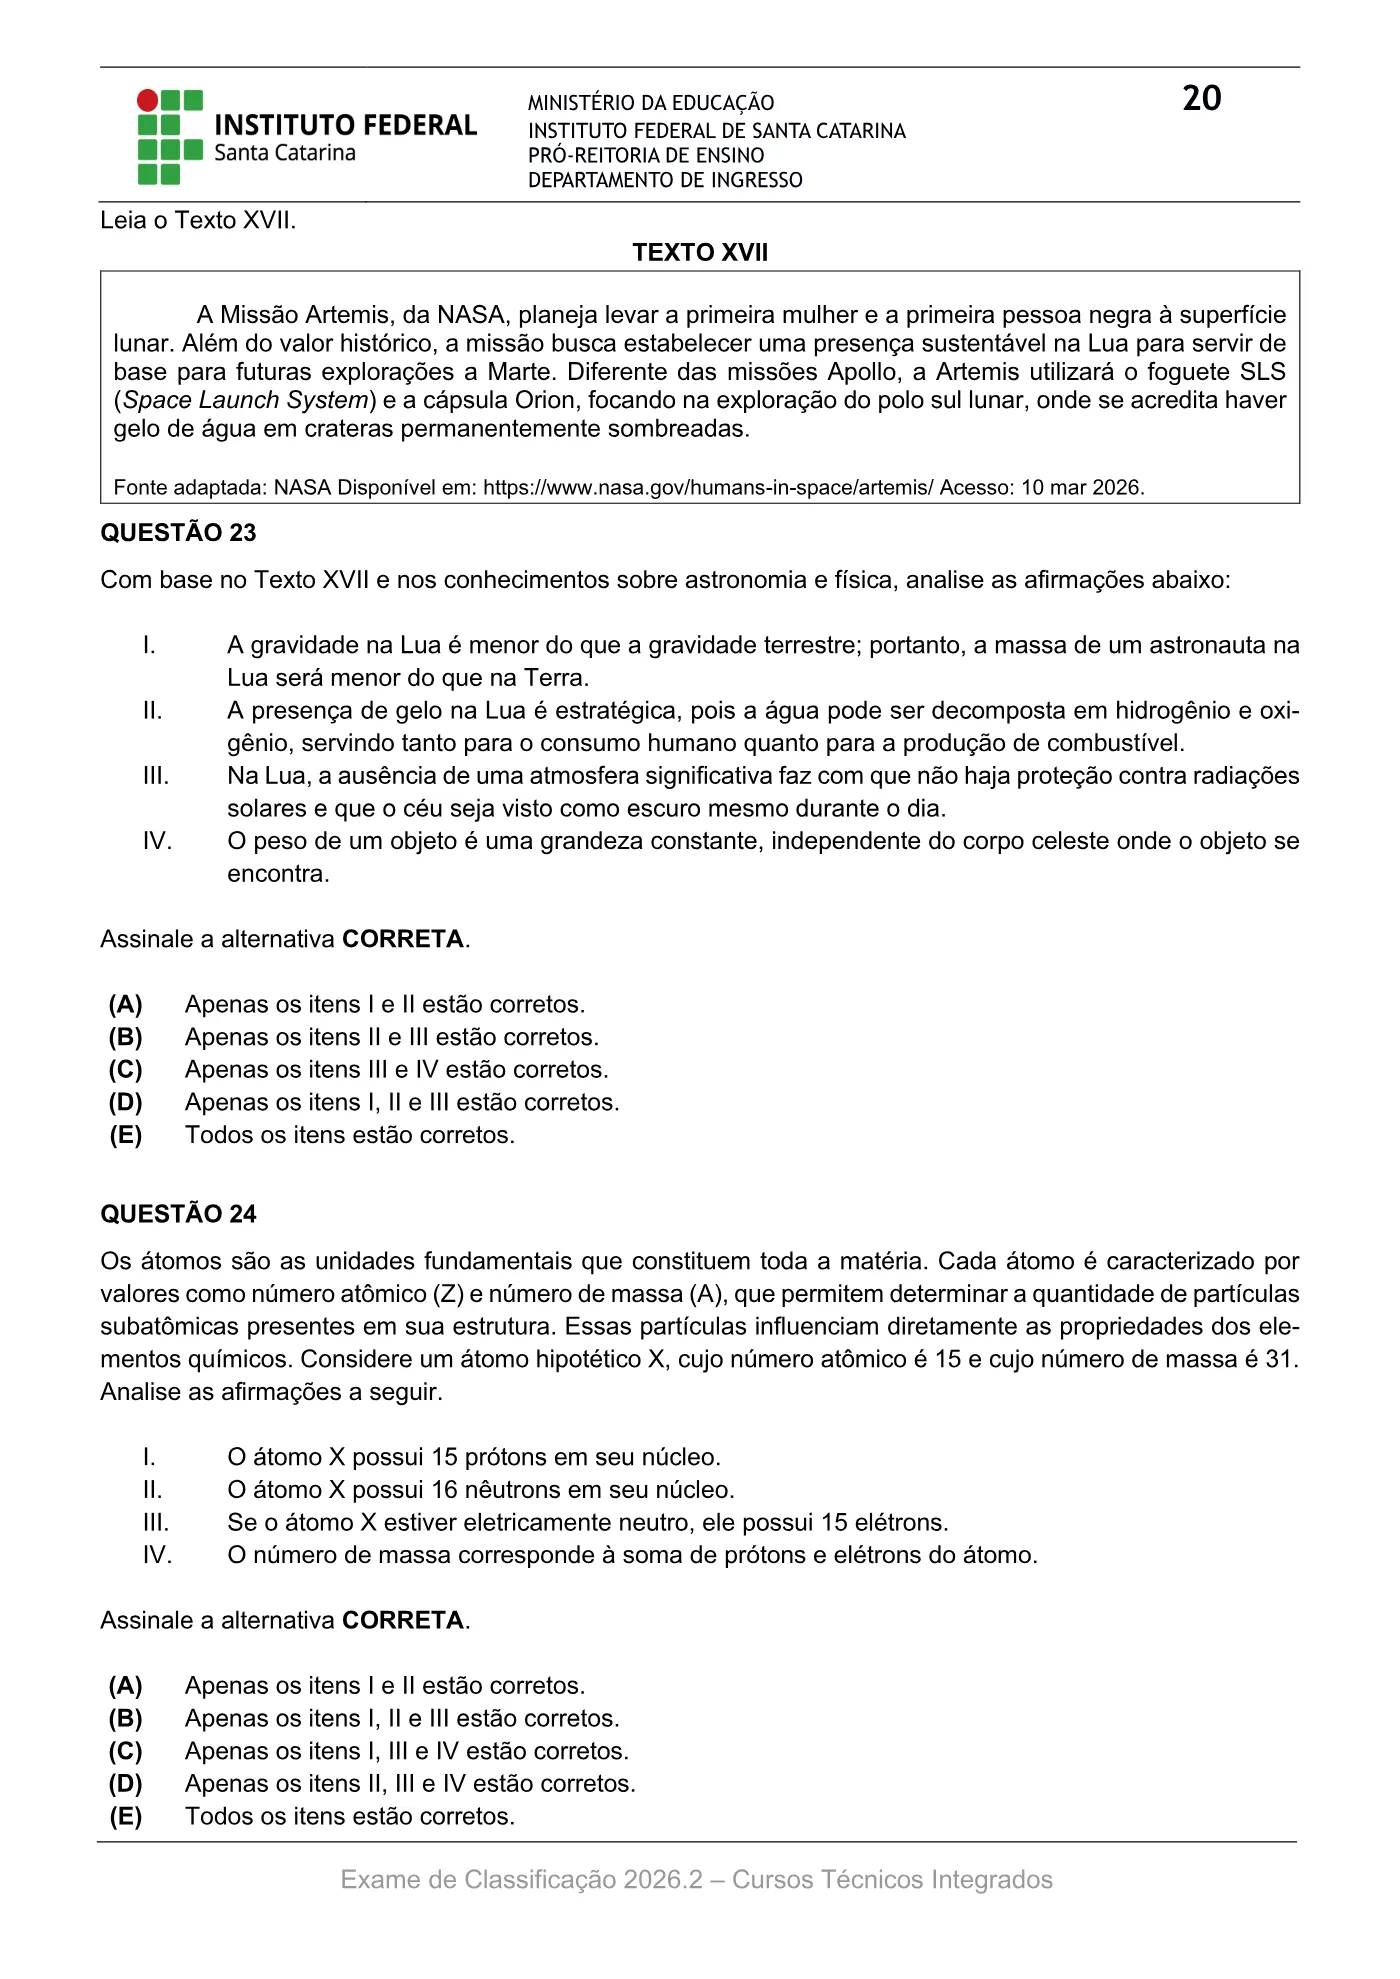 INSTITUTO FEDERAL
Santa Catarina
MINISTÉRIO DA EDUCAÇÃO
INSTITUTO FEDERAL DE SANTA CATARINA
PRÓ-REITORIA DE ENSINO
DEPARTAMENTO DE INGRESSO
20
Leia o Texto XVII.
TEXTO XVII
A Missão Artemis, da NASA, planeja levar a primeira mulher e a primeira pessoa negra à superfície
lunar. Além do valor histórico, a missão busca estabelecer uma presença sustentável na Lua para servir de
base para futuras explorações a Marte. Diferente das missões Apollo, a Artemis utilizará o foguete SLS
(Space Launch System) e a cápsula Orion, focando na exploração do polo sul lunar, onde se acredita haver
gelo de água em crateras permanentemente sombreadas.
Fonte adaptada: NASA Disponível em: https://www.nasa.gov/humans-in-space/artemis/ Acesso: 10 mar 2026.
QUESTÃO 23
Com base no Texto XVII e nos conhecimentos sobre astronomia e física, analise as afirmações abaixo:
I. A gravidade na Lua é menor do que a gravidade terrestre; portanto, a massa de um astronauta na
Lua será menor do que na Terra.
II. A presença de gelo na Lua é estratégica, pois a água pode ser decomposta em hidrogênio e oxi-
gênio, servindo tanto para o consumo humano quanto para a produção de combustível.
III. Na Lua, a ausência de uma atmosfera significativa faz com que não haja proteção contra radiações
solares e que o céu seja visto como escuro mesmo durante o dia.
IV. O peso de um objeto é uma grandeza constante, independente do corpo celeste onde o objeto se
encontra.
Assinale a alternativa CORRETA.
(A) Apenas os itens I e II estão corretos.
(B) Apenas os itens II e III estão corretos.
(C) Apenas os itens III e IV estão corretos.
(D) Apenas os itens I, II e III estão corretos.
(E) Todos os itens estão corretos.
QUESTÃO 24
Os átomos são as unidades fundamentais que constituem toda a matéria. Cada átomo é caracterizado por
valores como número atômico (Z) e número de massa (A), que permitem determinar a quantidade de partículas
subatômicas presentes em sua estrutura. Essas partículas influenciam diretamente as propriedades dos ele-
mentos químicos. Considere um átomo hipotético X, cujo número atômico é 15 e cujo número de massa é 31.
Analise as afirmações a seguir.
I. O átomo X possui 15 prótons em seu núcleo.
II. O átomo X possui 16 nêutrons em seu núcleo.
III. Se o átomo X estiver eletricamente neutro, ele possui 15 elétrons.
IV. O número de massa corresponde à soma de prótons e elétrons do átomo.
Assinale a alternativa CORRETA.
(A) Apenas os itens I e II estão corretos.
(B) Apenas os itens I, II e III estão corretos.
(C) Apenas os itens I, III e IV estão corretos.
(D) Apenas os itens II, III e IV estão corretos.
(E) Todos os itens estão corretos.
Exame de Classificação 2026.2 – Cursos Técnicos Integrados